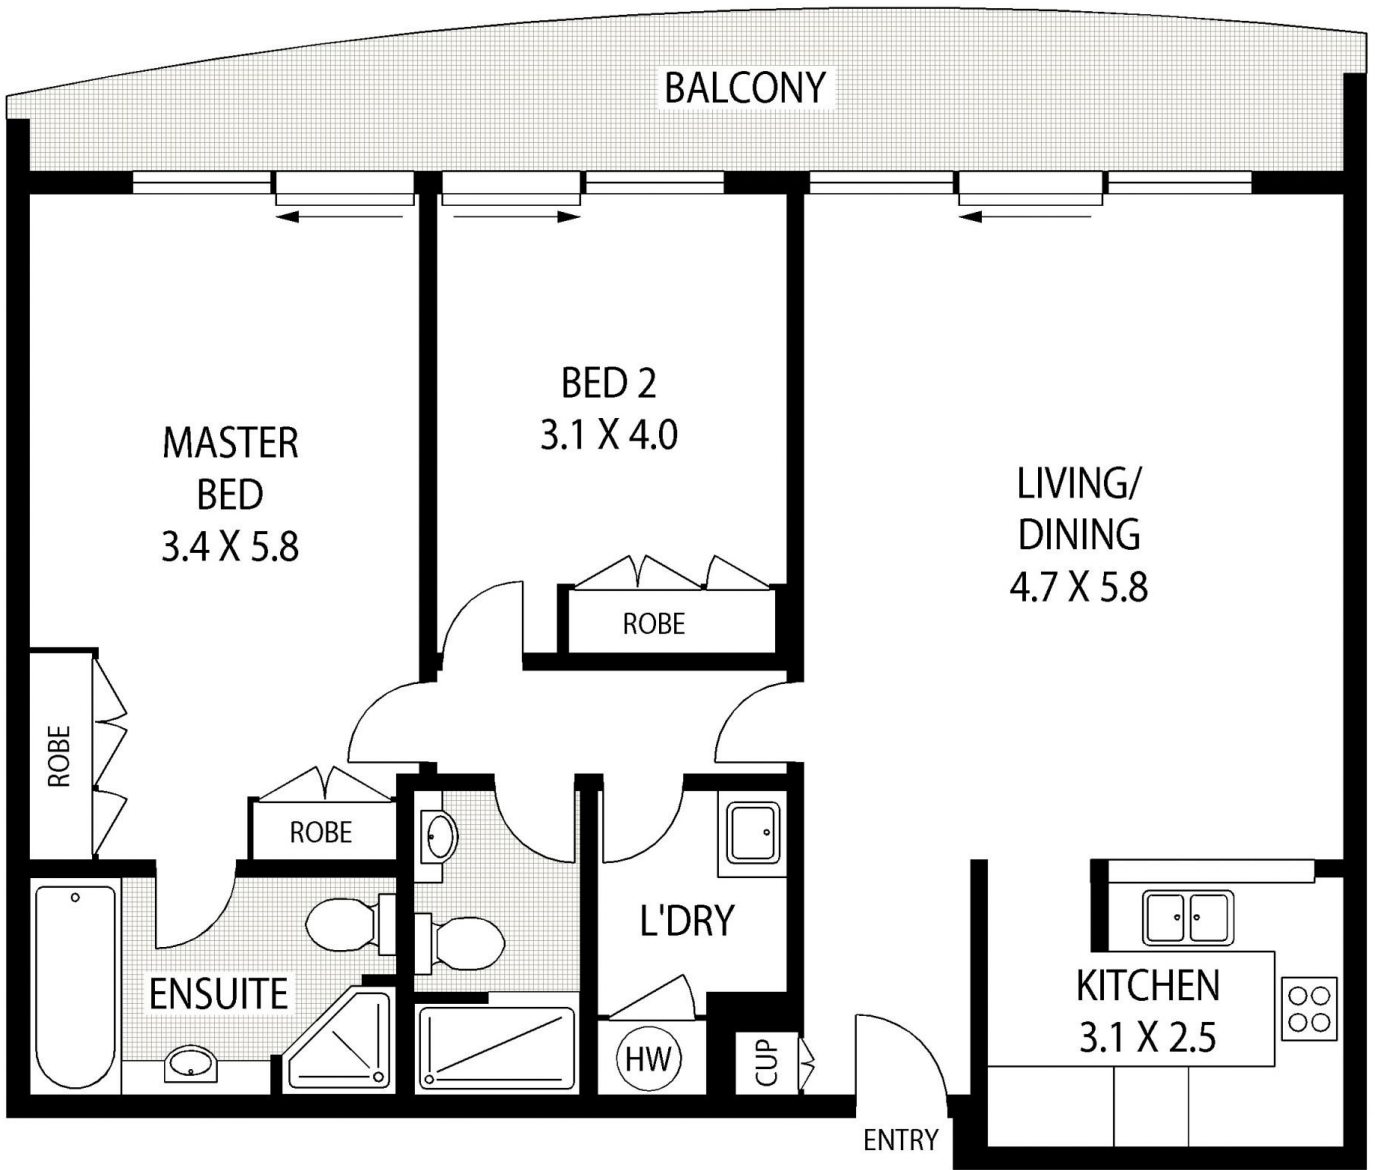 BALCONY
BED 2
3.1 X 4.0
MASTER
BED
3.4 X 5.8
LIVING/
DINING
4.7 X 5.8
ROBE
ROBE
ROBE
L'DRY
ENSUITE
KITCHEN
3.1 X 2.5
HW
CUP
ENTRY